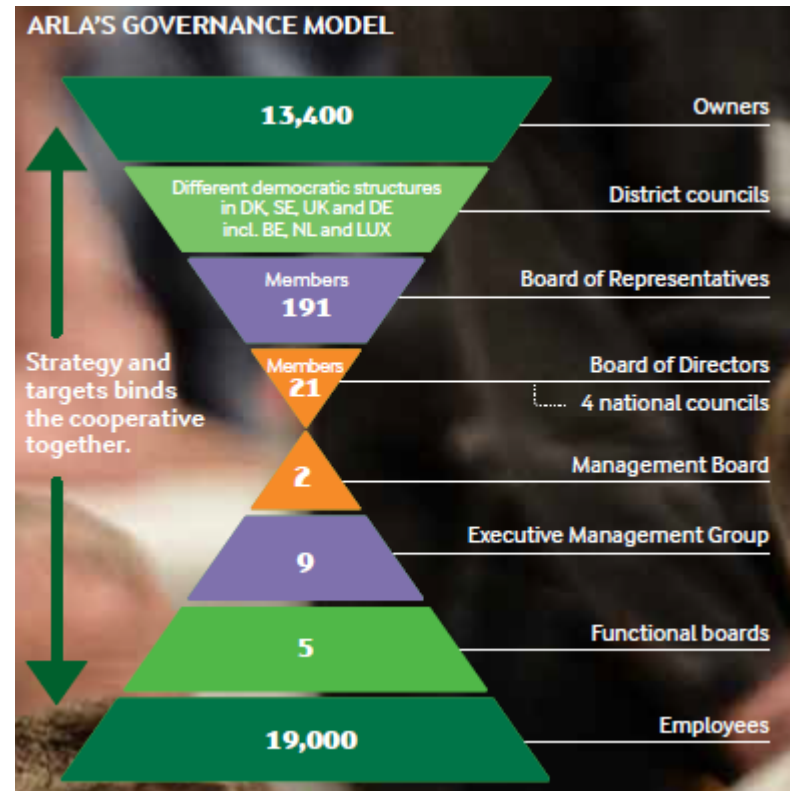 ARLA'S GOVERNANCE MODEL
13,400
Owners
Different democratic structures
in DK, SE, UK and DE
incl. BE, NL and LUX
District councils
Members
191
Board of Representatives
Members
21
Board of Directors
4 national councils
Strategy and
targets binds
the cooperative
together.
2
Management Board
9
Executive Management Group
5
Functional boards
19,000
Employees